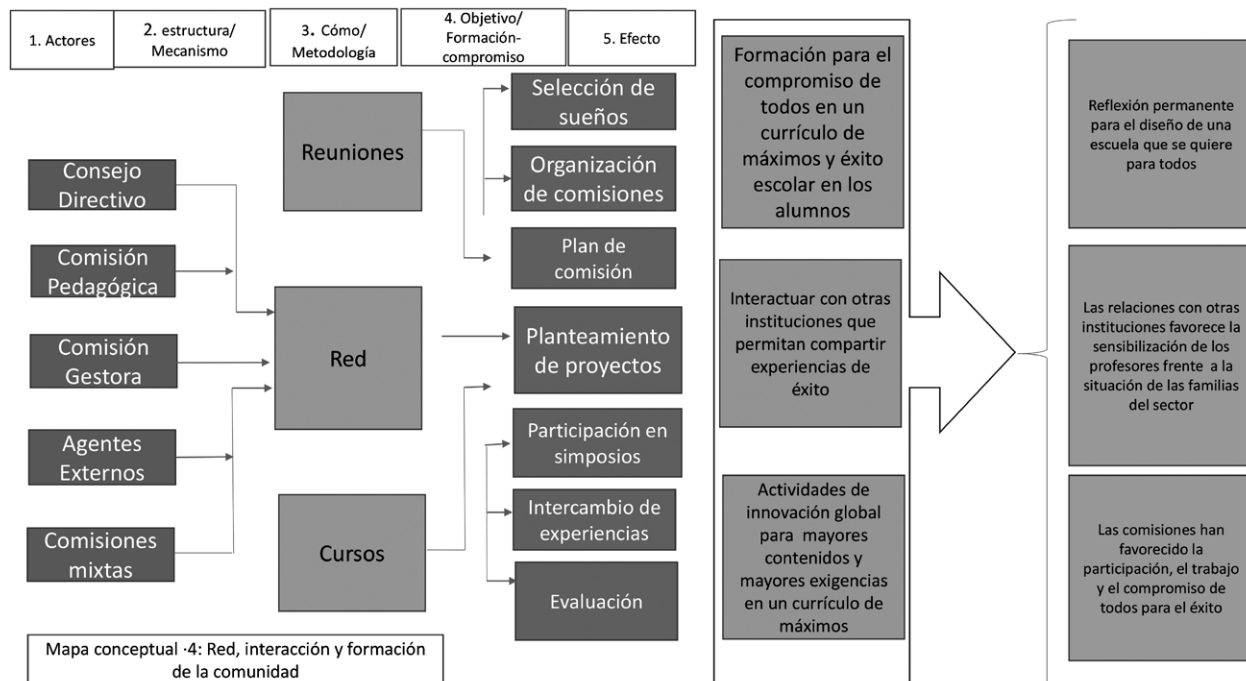 1. Actores
2. estructura/
Mecanismo
3. Cómo/
Metodología
4. Objetivo/
Formación-
compromiso
5. Efecto
Consejo
Directivo
Comisión
Pedagógica
Comisión
Gestora
Agentes
Externos
Comisiones
mixtas
Reuniones
Red
Cursos
Selección de
sueños
Organización
de comisiones
Plan de
comisión
Planteamiento
de proyectos
Participación en
simposios
Intercambio de
experiencias
Evaluación
Formación para el
compromiso de
todos en un
currículo de
máximos y éxito
escolar en los
alumnos
Interactuar con otras
instituciones que
permitan compartir
experiencias de
éxito
Actividades de
innovación global
para mayores
contenidos y
mayores exigencias
en un currículo de
máximos
Reflexión permanente
para el diseño de una
escuela que se quiere
para todos
Las relaciones con otras
instituciones favorece la
sensibilización de los
profesores frente a la
situación de las familias
del sector
Las comisiones han
favorecido la
participación, el trabajo
y el compromiso de
todos para el éxito
Mapa conceptual ·4: Red, interacción y formación
de la comunidad